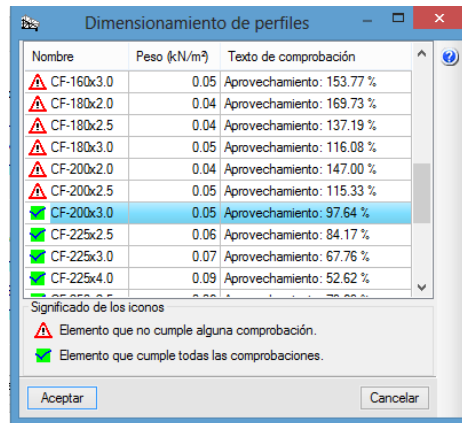 Dimensionamiento de perfiles
Nombre Peso (kN/m²) Texto de comprobación
CF-160x3.0 0.05 Aprovechamiento: 153.77 %
CF-180x2.0 0.04 Aprovechamiento: 169.73 %
CF-180x2.5 0.04 Aprovechamiento: 137.19 %
CF-180x3.0 0.05 Aprovechamiento: 116.08 %
CF-200x2.0 0.04 Aprovechamiento: 147.00 %
CF-200x2.5 0.05 Aprovechamiento: 115.33 %
CF-200x3.0 0.05 Aprovechamiento: 97.64 %
CF-225x2.5 0.06 Aprovechamiento: 84.17 %
CF-225x3.0 0.07 Aprovechamiento: 67.76 %
CF-225x4.0 0.09 Aprovechamiento: 52.62 %
Significado de los iconos
Elemento que no cumple alguna comprobación.
Elemento que cumple todas las comprobaciones.
Aceptar Cancelar